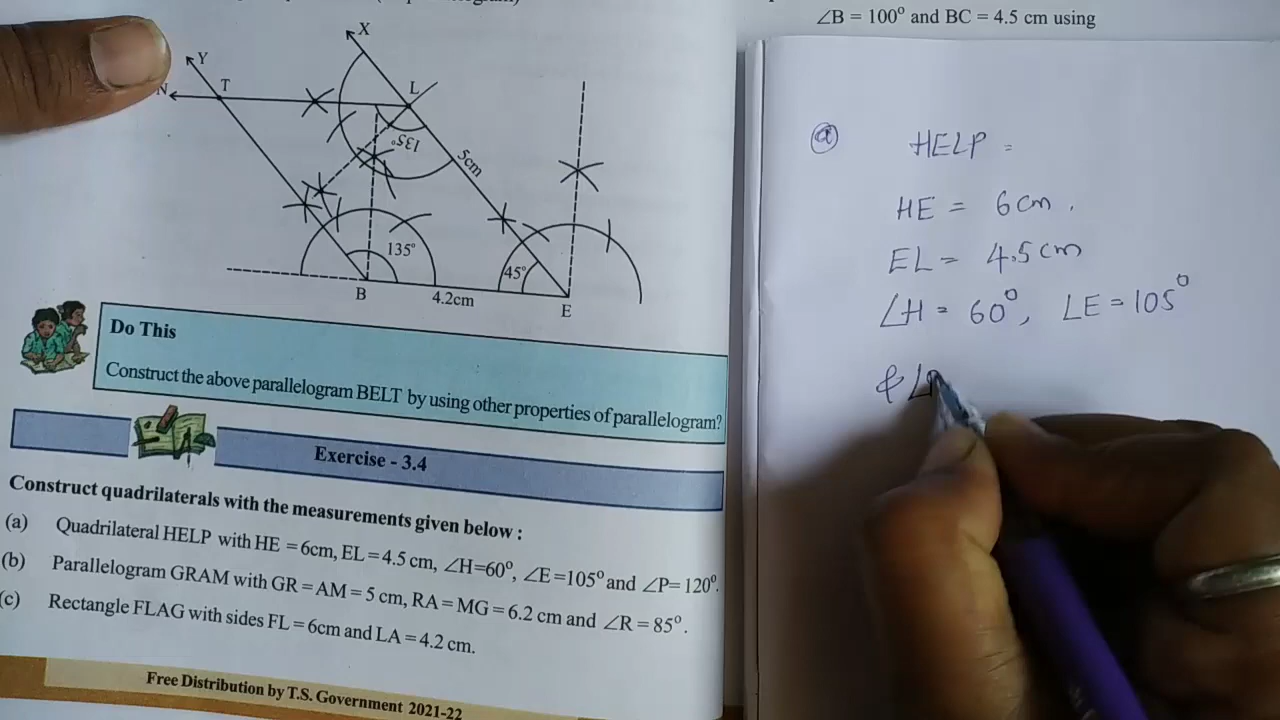 ∠B = 100° and BC = 4.5 cm using
X
Y
N
T
L
135°
5cm
135°
45°
B
4.2cm
E
Do This
Construct the above parallelogram BELT by using other properties of parallelogram?
Exercise - 3.4
Construct quadrilaterals with the measurements given below :
(a) Quadrilateral HELP with HE = 6cm, EL = 4.5 cm, ∠H=60°, ∠E=105° and ∠P=120°.
(b) Parallelogram GRAM with GR = AM = 5 cm, RA = MG = 6.2 cm and ∠R = 85°.
(c) Rectangle FLAG with sides FL = 6cm and LA = 4.2 cm.
Free Distribution by T.S. Government 2021-22
a HELP =
HE = 6cm.
EL = 4.5cm
∠H = 60°, ∠E = 105°
& ∠P